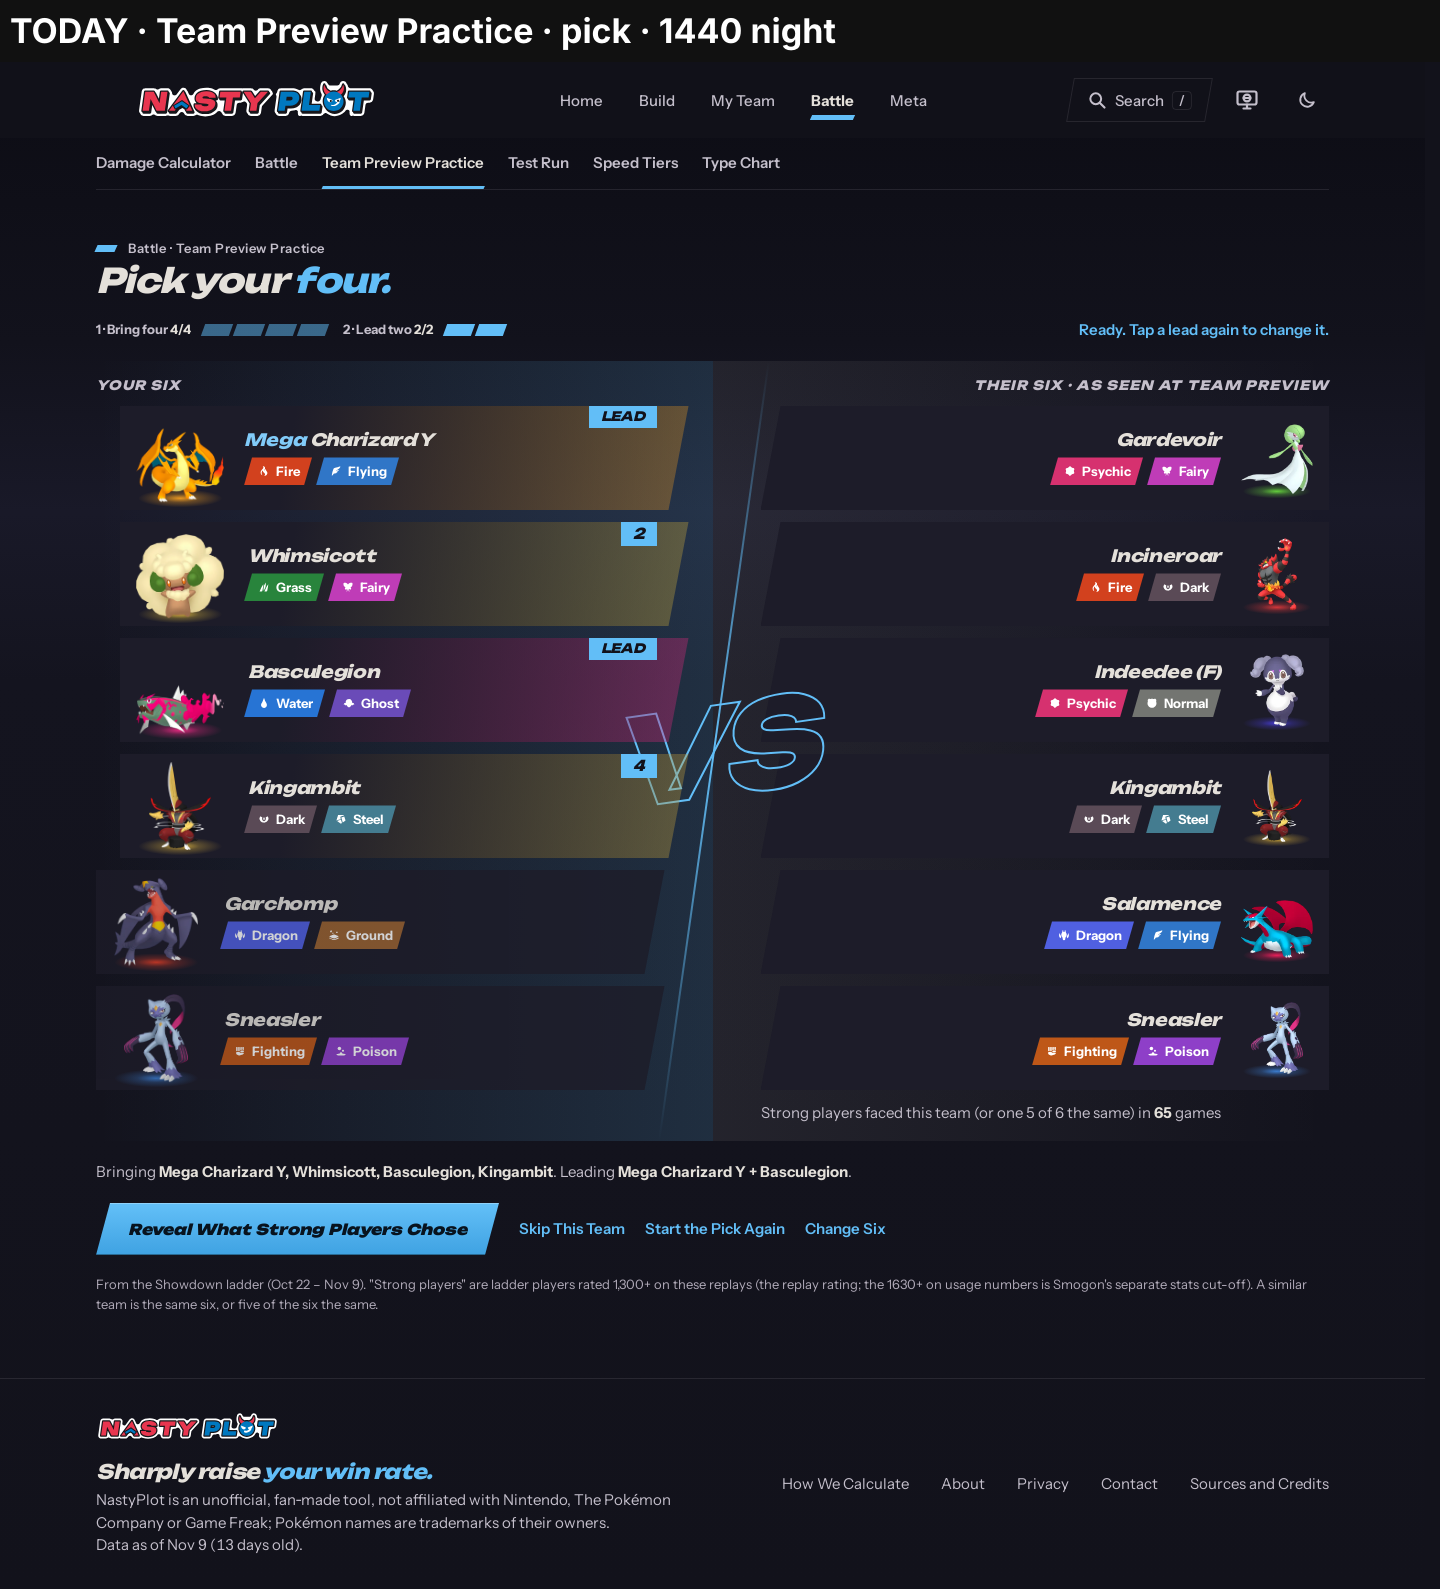 TODAY · Team Preview Practice · pick · 1440 night
NASTY PLOT
Home
Build
My Team
Battle
Meta
Search /
Damage Calculator
Battle
Team Preview Practice
Test Run
Speed Tiers
Type Chart
Battle · Team Preview Practice
Pick your four.
1 · Bring four 4/4
2 · Lead two 2/2
Ready. Tap a lead again to change it.
YOUR SIX
THEIR SIX · AS SEEN AT TEAM PREVIEW
LEAD
Mega Charizard Y
Fire
Flying
Gardevoir
Psychic
Fairy
2
Whimsicott
Grass
Fairy
Incineroar
Fire
Dark
LEAD
Basculegion
Water
Ghost
Indeedee (F)
Psychic
Normal
VS
4
Kingambit
Dark
Steel
Kingambit
Dark
Steel
Garchomp
Dragon
Ground
Salamence
Dragon
Flying
Sneasler
Fighting
Poison
Sneasler
Fighting
Poison
Strong players faced this team (or one 5 of 6 the same) in 65 games
Bringing Mega Charizard Y, Whimsicott, Basculegion, Kingambit. Leading Mega Charizard Y + Basculegion.
Reveal What Strong Players Chose
Skip This Team
Start the Pick Again
Change Six
From the Showdown ladder (Oct 22 – Nov 9). "Strong players" are ladder players rated 1,300+ on these replays (the replay rating; the 1630+ on usage numbers is Smogon's separate stats cut-off). A similar
team is the same six, or five of the six the same.
NASTY PLOT
Sharply raise your win rate.
NastyPlot is an unofficial, fan-made tool, not affiliated with Nintendo, The Pokémon
Company or Game Freak; Pokémon names are trademarks of their owners.
Data as of Nov 9 (13 days old).
How We Calculate
About
Privacy
Contact
Sources and Credits